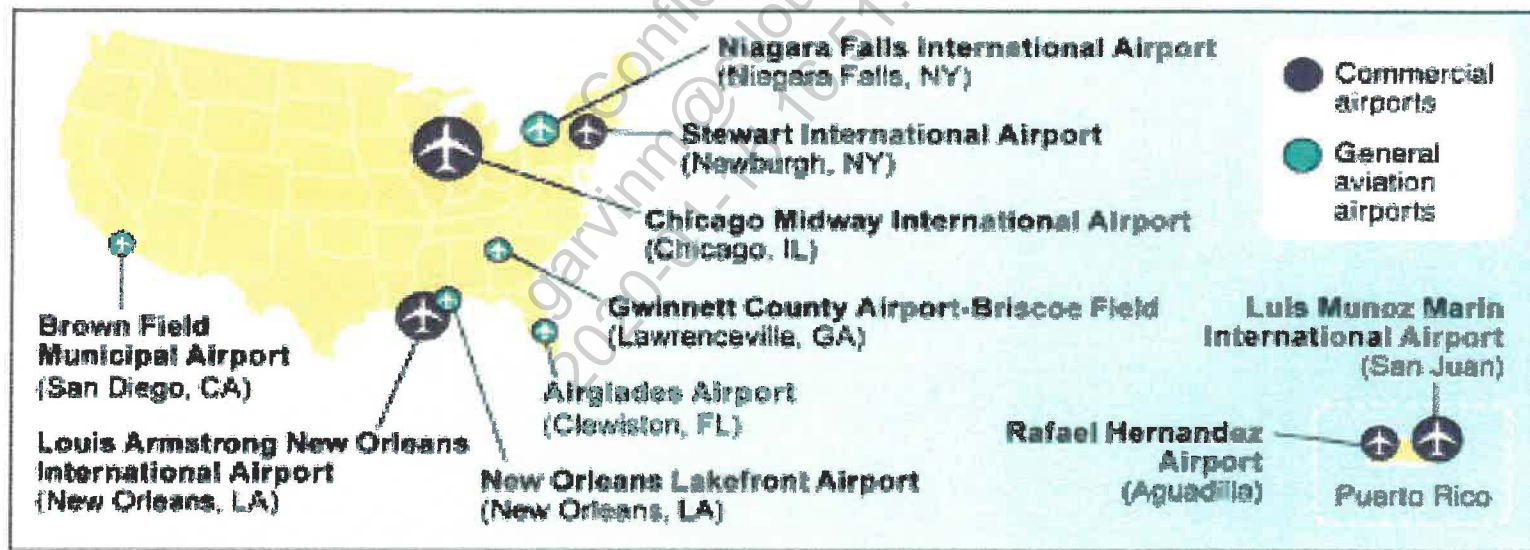 Niagara Falls International Airport
(Niagara Falls, NY)
Stewart International Airport
(Newburgh, NY)
Chicago Midway International Airport
(Chicago, IL)
Gwinnett County Airport-Briscoe Field
(Lawrenceville, GA)
Airglades Airport
(Clewiston, FL)
New Orleans Lakefront Airport
(New Orleans, LA)
Louis Armstrong New Orleans
International Airport
(New Orleans, LA)
Brown Field
Municipal Airport
(San Diego, CA)
Commercial
airports
General
aviation
airports
Luis Munoz Marin
International Airport
(San Juan)
Rafael Hernandez
Airport
(Aguadilla)
Puerto Rico